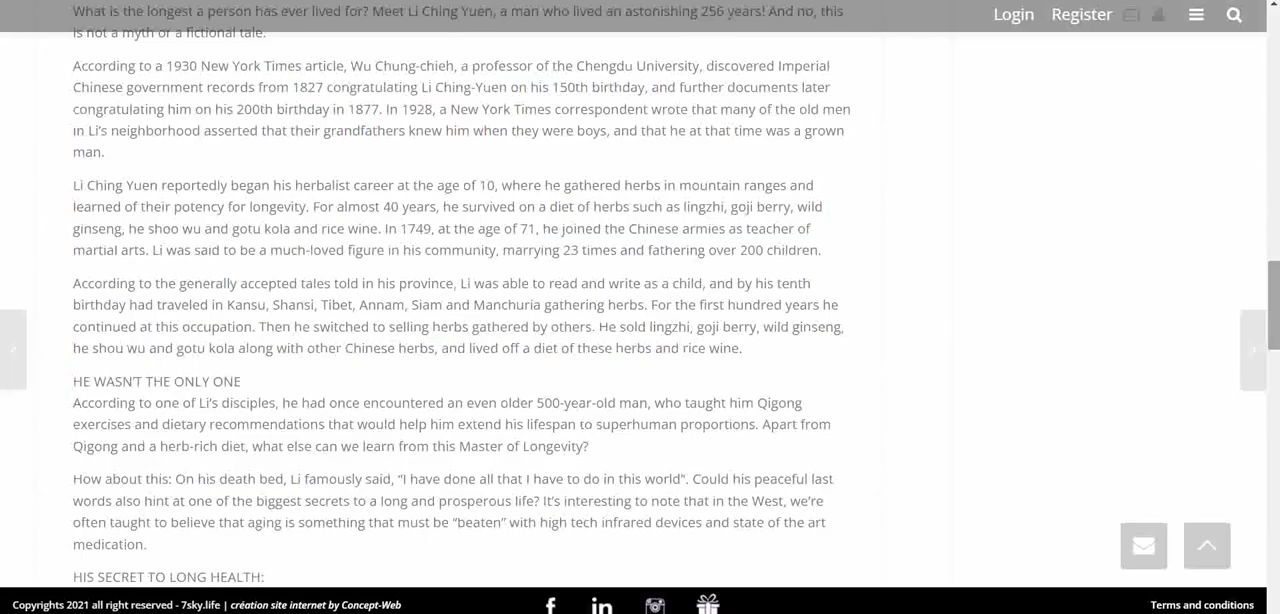 What is the longest a person has ever lived for? Meet Li Ching Yuen, a man who lived an astonishing 256 years! And no, this
is not a myth or a fictional tale.
Login Register
According to a 1930 New York Times article, Wu Chung-chieh, a professor of the Chengdu University, discovered Imperial
Chinese government records from 1827 congratulating Li Ching-Yuen on his 150th birthday, and further documents later
congratulating him on his 200th birthday in 1877. In 1928, a New York Times correspondent wrote that many of the old men
in Li’s neighborhood asserted that their grandfathers knew him when they were boys, and that he at that time was a grown
man.
Li Ching Yuen reportedly began his herbalist career at the age of 10, where he gathered herbs in mountain ranges and
learned of their potency for longevity. For almost 40 years, he survived on a diet of herbs such as lingzhi, goji berry, wild
ginseng, he shoo wu and gotu kola and rice wine. In 1749, at the age of 71, he joined the Chinese armies as teacher of
martial arts. Li was said to be a much-loved figure in his community, marrying 23 times and fathering over 200 children.
According to the generally accepted tales told in his province, Li was able to read and write as a child, and by his tenth
birthday had traveled in Kansu, Shansi, Tibet, Annam, Siam and Manchuria gathering herbs. For the first hundred years he
continued at this occupation. Then he switched to selling herbs gathered by others. He sold lingzhi, goji berry, wild ginseng,
he shou wu and gotu kola along with other Chinese herbs, and lived off a diet of these herbs and rice wine.
HE WASN’T THE ONLY ONE
According to one of Li’s disciples, he had once encountered an even older 500-year-old man, who taught him Qigong
exercises and dietary recommendations that would help him extend his lifespan to superhuman proportions. Apart from
Qigong and a herb-rich diet, what else can we learn from this Master of Longevity?
How about this: On his death bed, Li famously said, “I have done all that I have to do in this world”. Could his peaceful last
words also hint at one of the biggest secrets to a long and prosperous life? It’s interesting to note that in the West, we’re
often taught to believe that aging is something that must be “beaten” with high tech infrared devices and state of the art
medication.
HIS SECRET TO LONG HEALTH:
Copyrights 2021 all right reserved - 7sky.life | création site internet by Concept-Web
Terms and conditions